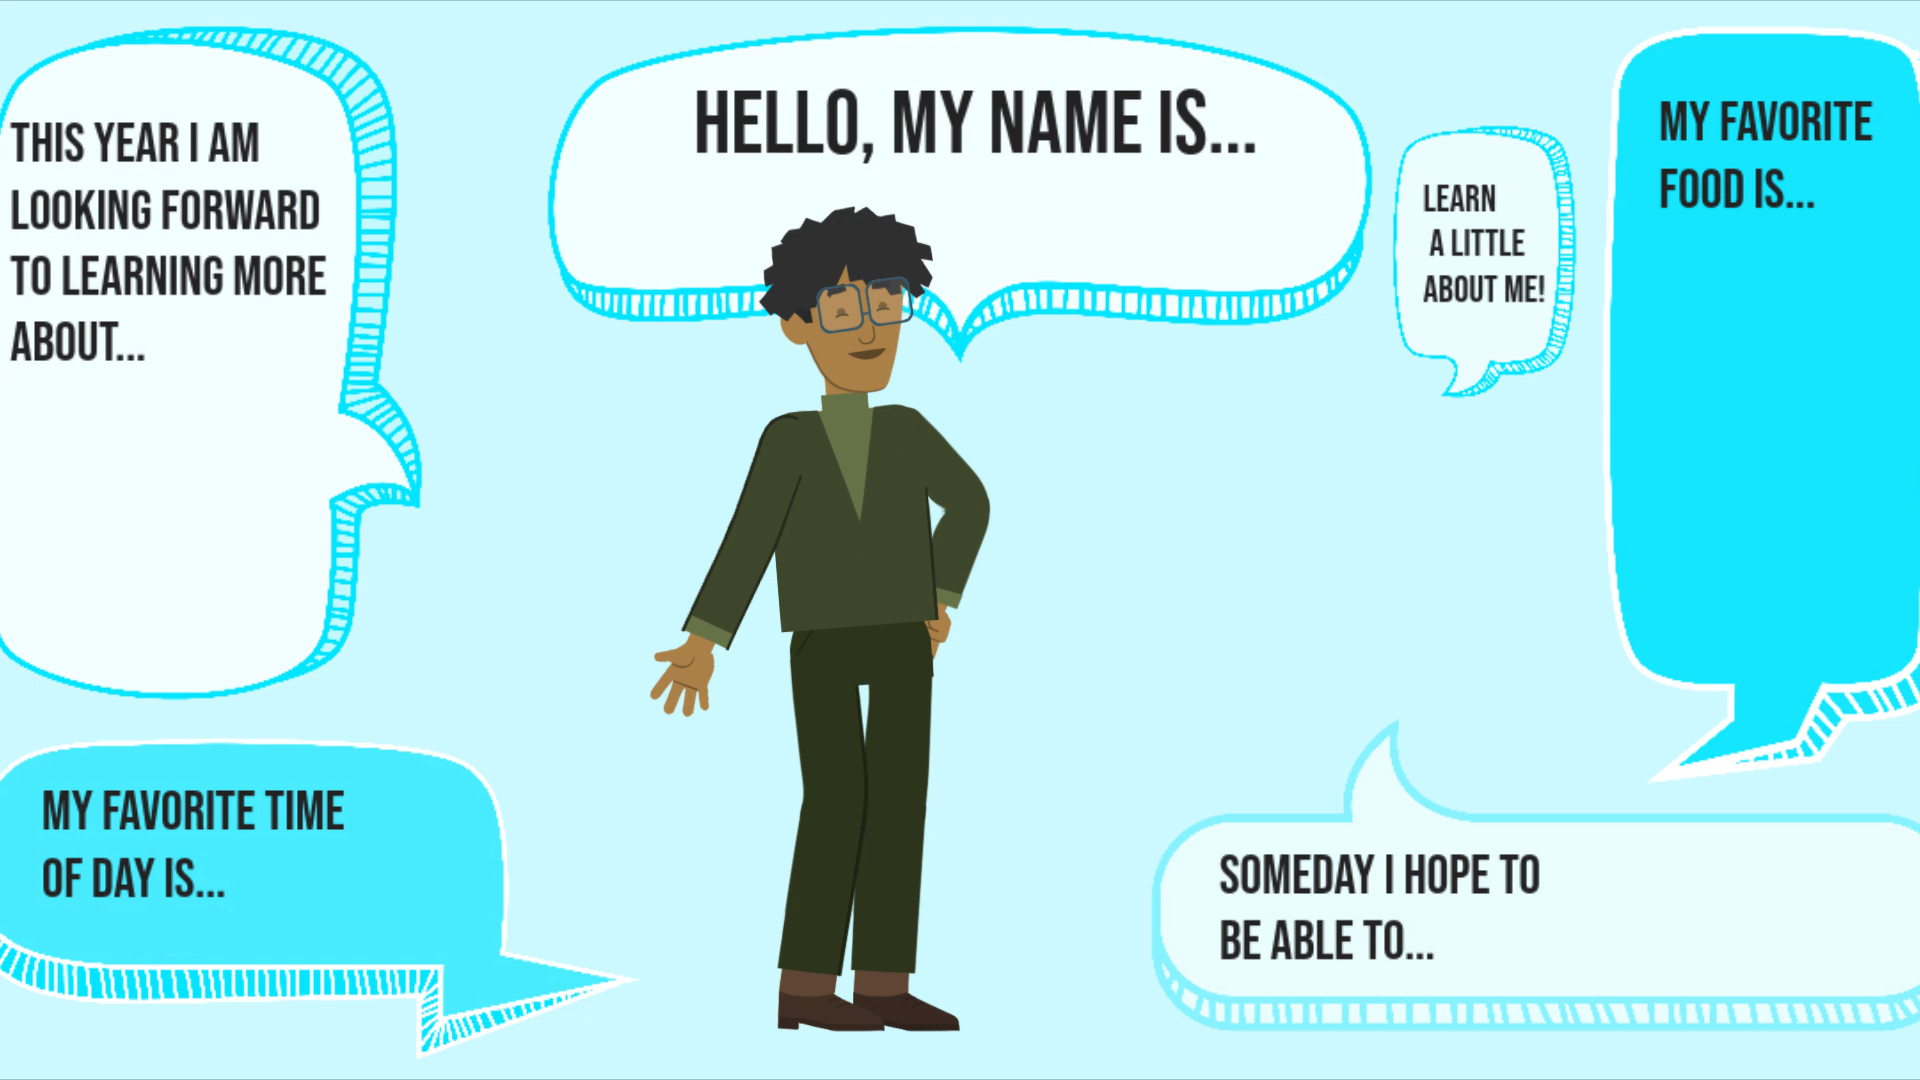 THIS YEAR I AM
LOOKING FORWARD
TO LEARNING MORE
ABOUT...
HELLO, MY NAME IS...
LEARN
A LITTLE
ABOUT ME!
MY FAVORITE
FOOD IS...
MY FAVORITE TIME
OF DAY IS...
SOMEDAY I HOPE TO
BE ABLE TO...